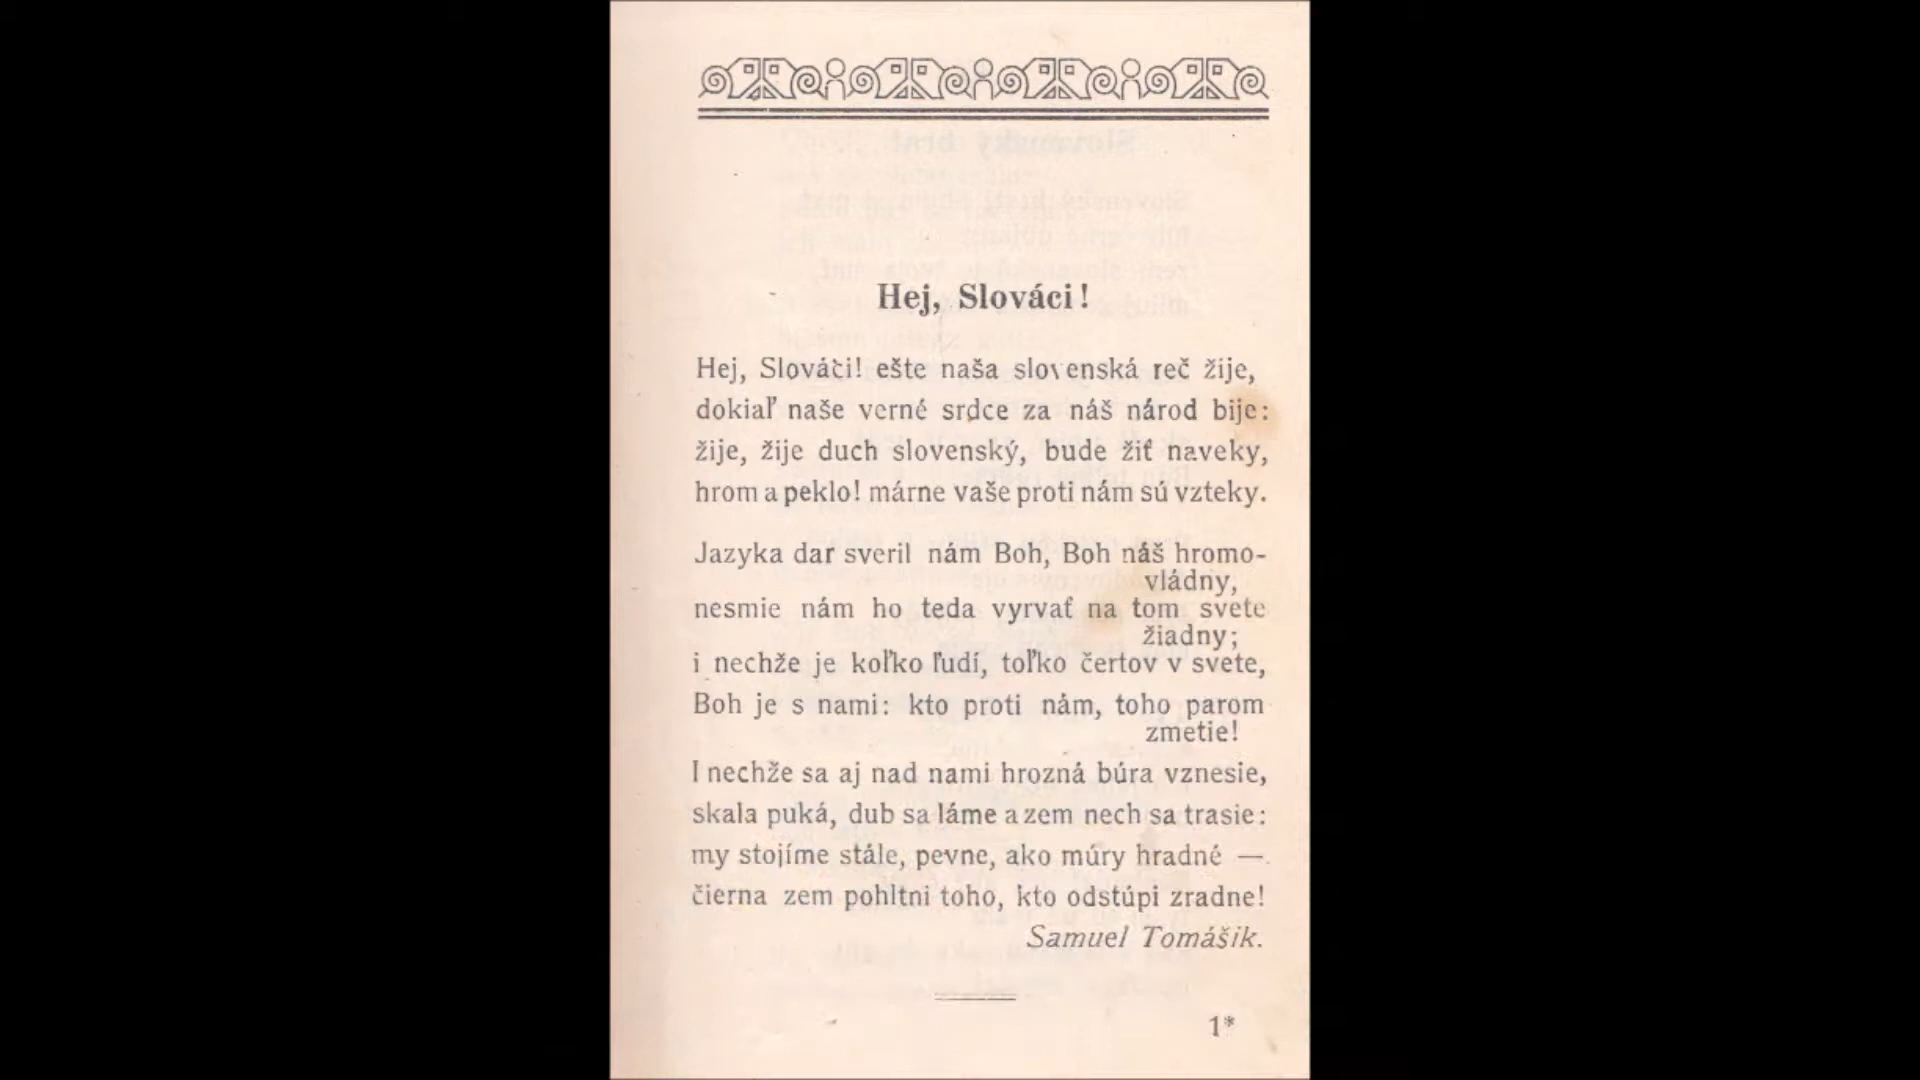 Hej, Slováci!
Hej, Slováci! ešte naša slovenská reč žije,
dokiaľ naše verné srdce za náš národ bije:
žije, žije duch slovenský, bude žiť naveky,
hrom a peklo! márne vaše proti nám sú vzteky.
Jazyka dar sveril nám Boh, Boh náš hromo-
vládny,
nesmie nám ho teda vyrvať na tom svete
žiadny;
i nechže je koľko ľudí, toľko čertov v svete,
Boh je s nami: kto proti nám, toho parom
zmetie!
I nechže sa aj nad nami hrozná búra vznesie,
skala puká, dub sa láme a zem nech sa trasie:
my stojíme stále, pevne, ako múry hradné —
čierna zem pohltni toho, kto odstúpi zradne!
Samuel Tomášik.
1*